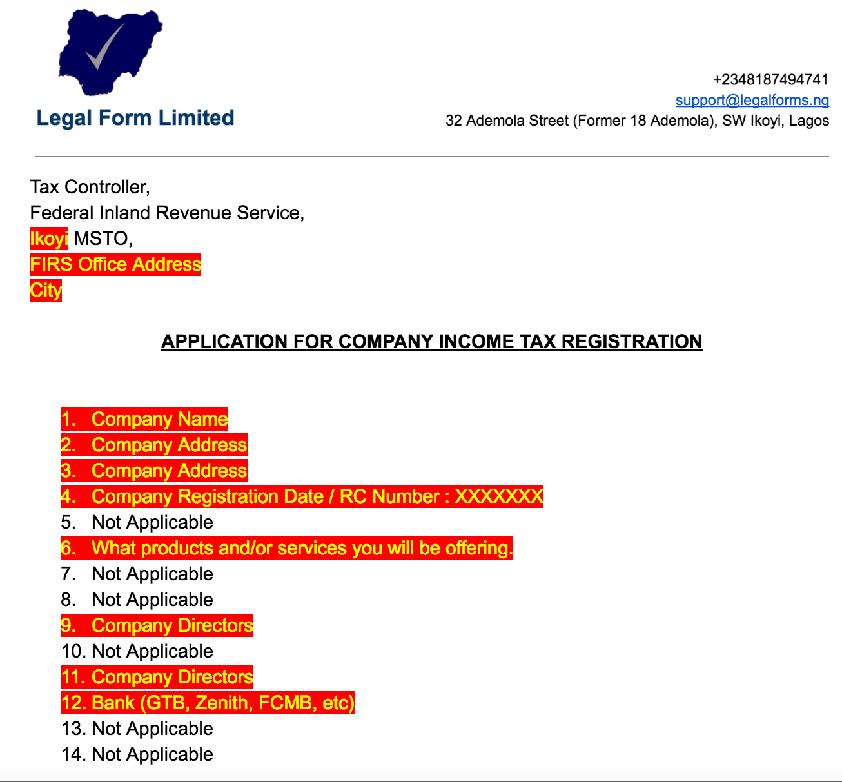 Legal Form Limited
+2348187494741
support@legalforms.ng
32 Ademola Street (Former 18 Ademola), SW Ikoyi, Lagos
Tax Controller,
Federal Inland Revenue Service,
Ikoyi MSTO,
FIRS Office Address
City
APPLICATION FOR COMPANY INCOME TAX REGISTRATION
1. Company Name
2. Company Address
3. Company Address
4. Company Registration Date / RC Number : XXXXXXX
5. Not Applicable
6. What products and/or services you will be offering.
7. Not Applicable
8. Not Applicable
9. Company Directors
10. Not Applicable
11. Company Directors
12. Bank (GTB, Zenith, FCMB, etc)
13. Not Applicable
14. Not Applicable